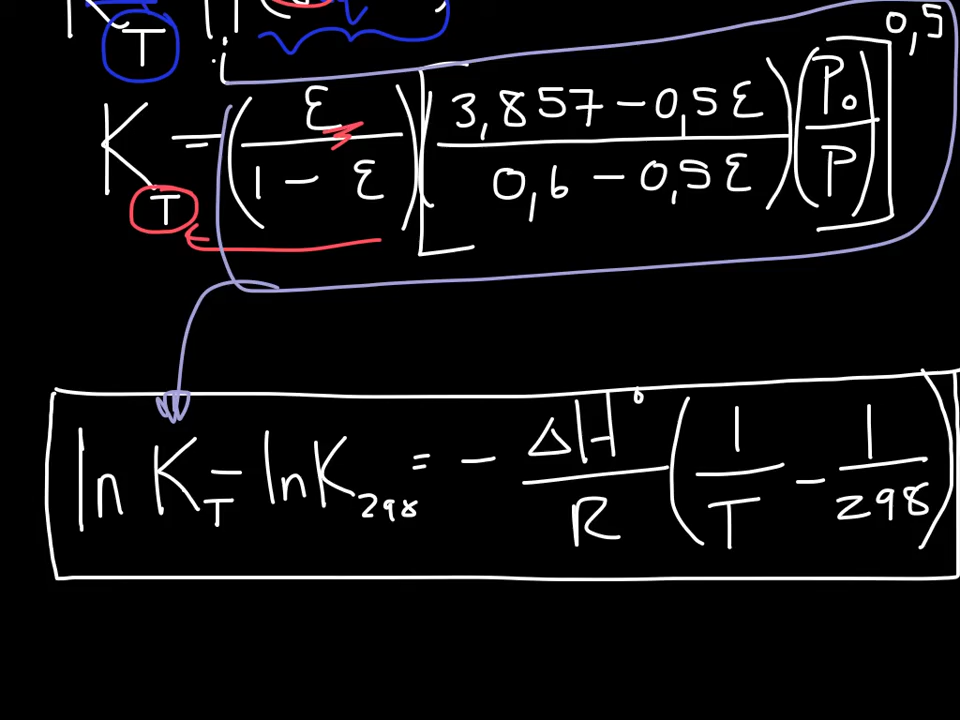 T
K_T = (ε / (1 - ε)) [((3,857 - 0,5ε) / (0,6 - 0,5ε)) (P₀ / P)]^0,5
ln K_T - ln K_298 = - ΔH° / R (1 / T - 1 / 298)